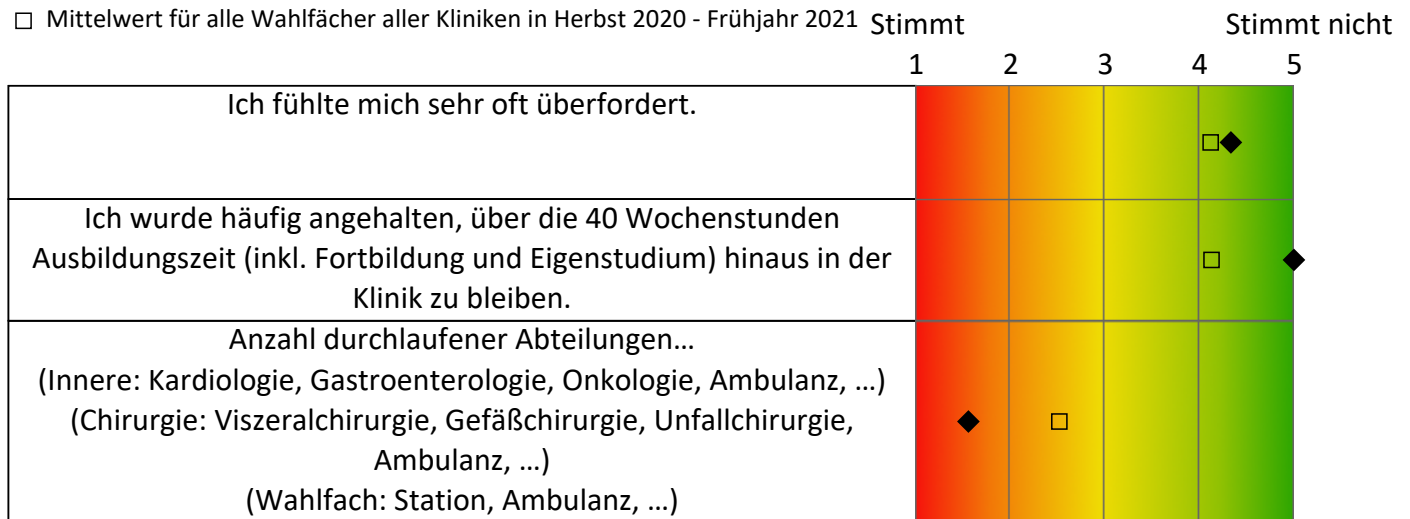 □ Mittelwert für alle Wahlfächer aller Kliniken in Herbst 2020 - Frühjahr 2021
Stimmt Stimmt nicht
1 2 3 4 5
Ich fühlte mich sehr oft überfordert.
Ich wurde häufig angehalten, über die 40 Wochenstunden
Ausbildungszeit (inkl. Fortbildung und Eigenstudium) hinaus in der
Klinik zu bleiben.
Anzahl durchlaufener Abteilungen…
(Innere: Kardiologie, Gastroenterologie, Onkologie, Ambulanz, …)
(Chirurgie: Viszeralchirurgie, Gefäßchirurgie, Unfallchirurgie,
Ambulanz, …)
(Wahlfach: Station, Ambulanz, …)